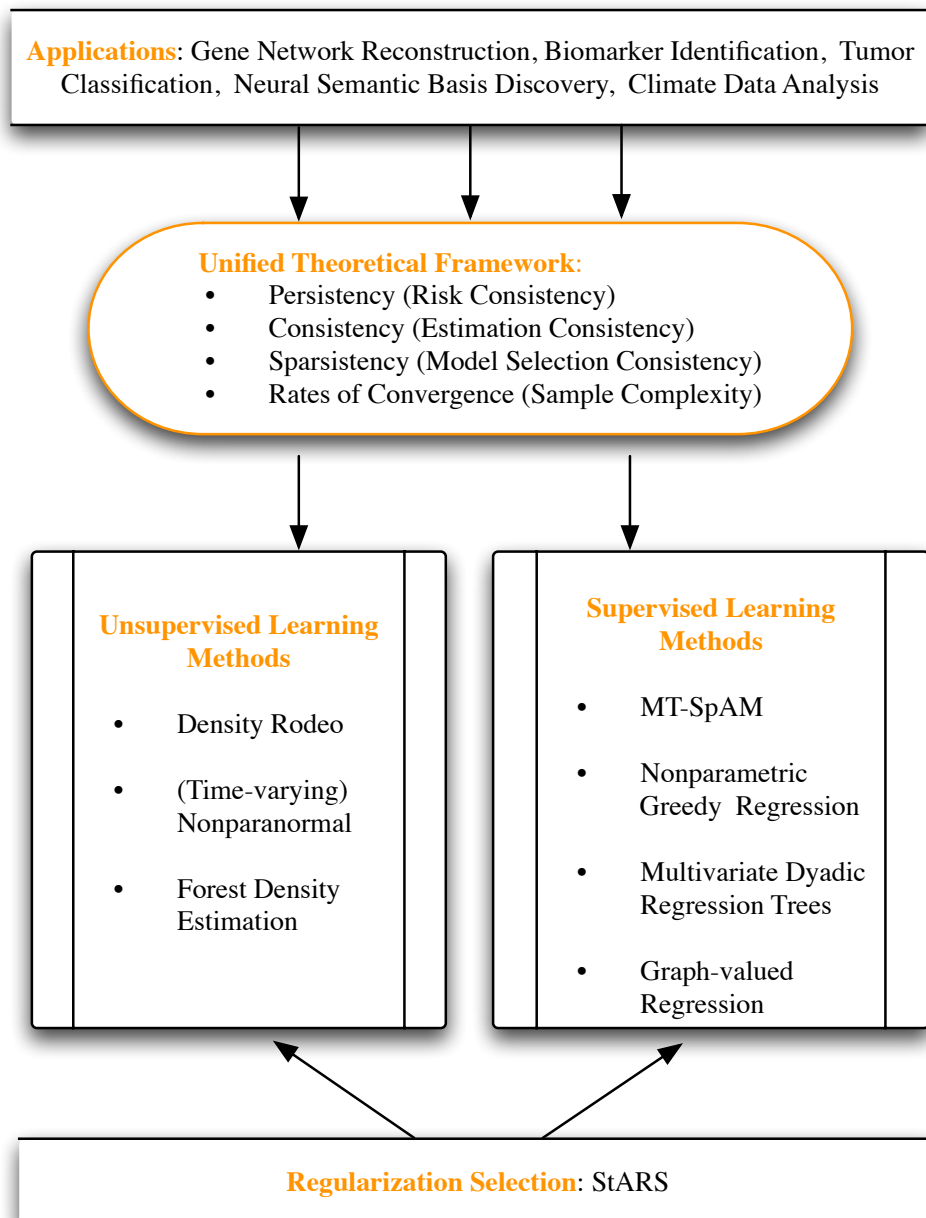 Applications: Gene Network Reconstruction, Biomarker Identification, Tumor
Classification, Neural Semantic Basis Discovery, Climate Data Analysis
Unified Theoretical Framework:
• Persistency (Risk Consistency)
• Consistency (Estimation Consistency)
• Sparsistency (Model Selection Consistency)
• Rates of Convergence (Sample Complexity)
Unsupervised Learning
Methods
• Density Rodeo
• (Time-varying)
Nonparanormal
• Forest Density
Estimation
Supervised Learning
Methods
• MT-SpAM
• Nonparametric
Greedy Regression
• Multivariate Dyadic
Regression Trees
• Graph-valued
Regression
Regularization Selection: StARS